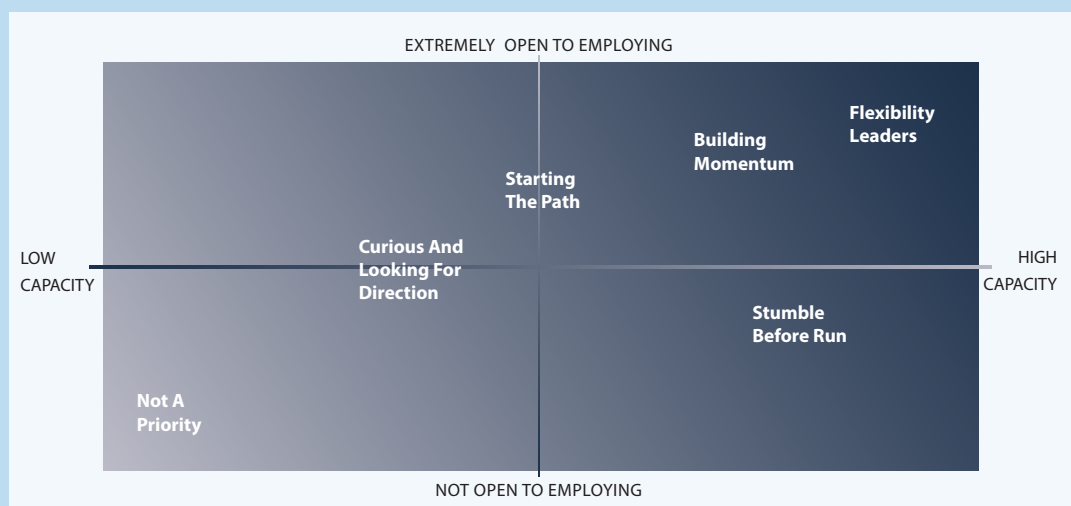 EXTREMELY OPEN TO EMPLOYING
Flexibility
Leaders
Building
Momentum
Starting
The Path
Curious And
Looking For
Direction
LOW
CAPACITY
HIGH
CAPACITY
Stumble
Before Run
Not A
Priority
NOT OPEN TO EMPLOYING